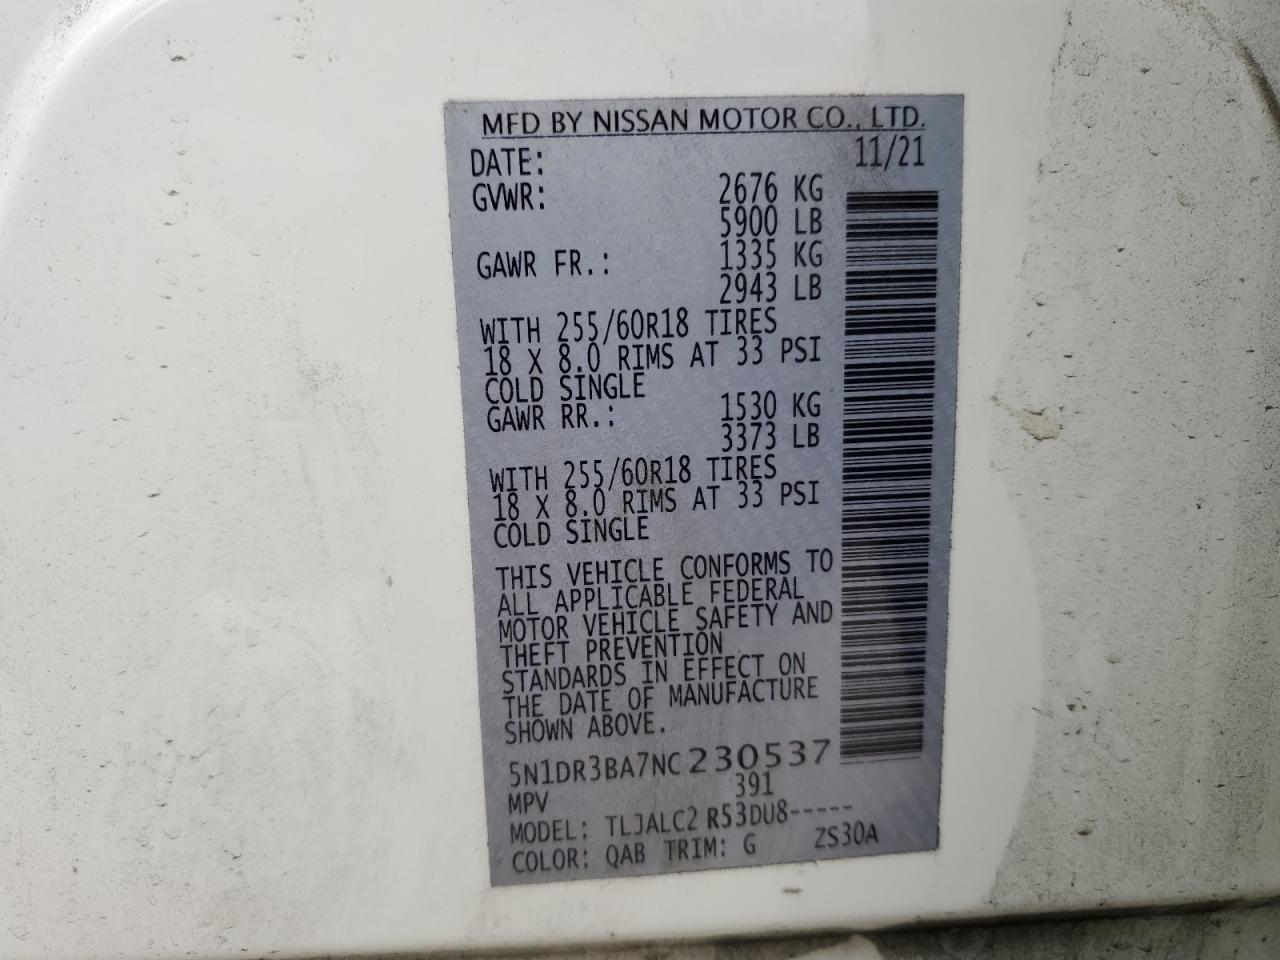 MFD BY NISSAN MOTOR CO., LTD.
DATE: 11/21
GVWR: 2676 KG
5900 LB
GAWR FR.: 1335 KG
2943 LB
WITH 255/60R18 TIRES
18 X 8.0 RIMS AT 33 PSI
COLD SINGLE
GAWR RR.: 1530 KG
3373 LB
WITH 255/60R18 TIRES
18 X 8.0 RIMS AT 33 PSI
COLD SINGLE
THIS VEHICLE CONFORMS TO
ALL APPLICABLE FEDERAL
MOTOR VEHICLE SAFETY AND
THEFT PREVENTION
STANDARDS IN EFFECT ON
THE DATE OF MANUFACTURE
SHOWN ABOVE.
5N1DR3BA7NC230537
MPV 391
MODEL: TLJALC2 R53DU8-----
COLOR: QAB TRIM: G ZS30A